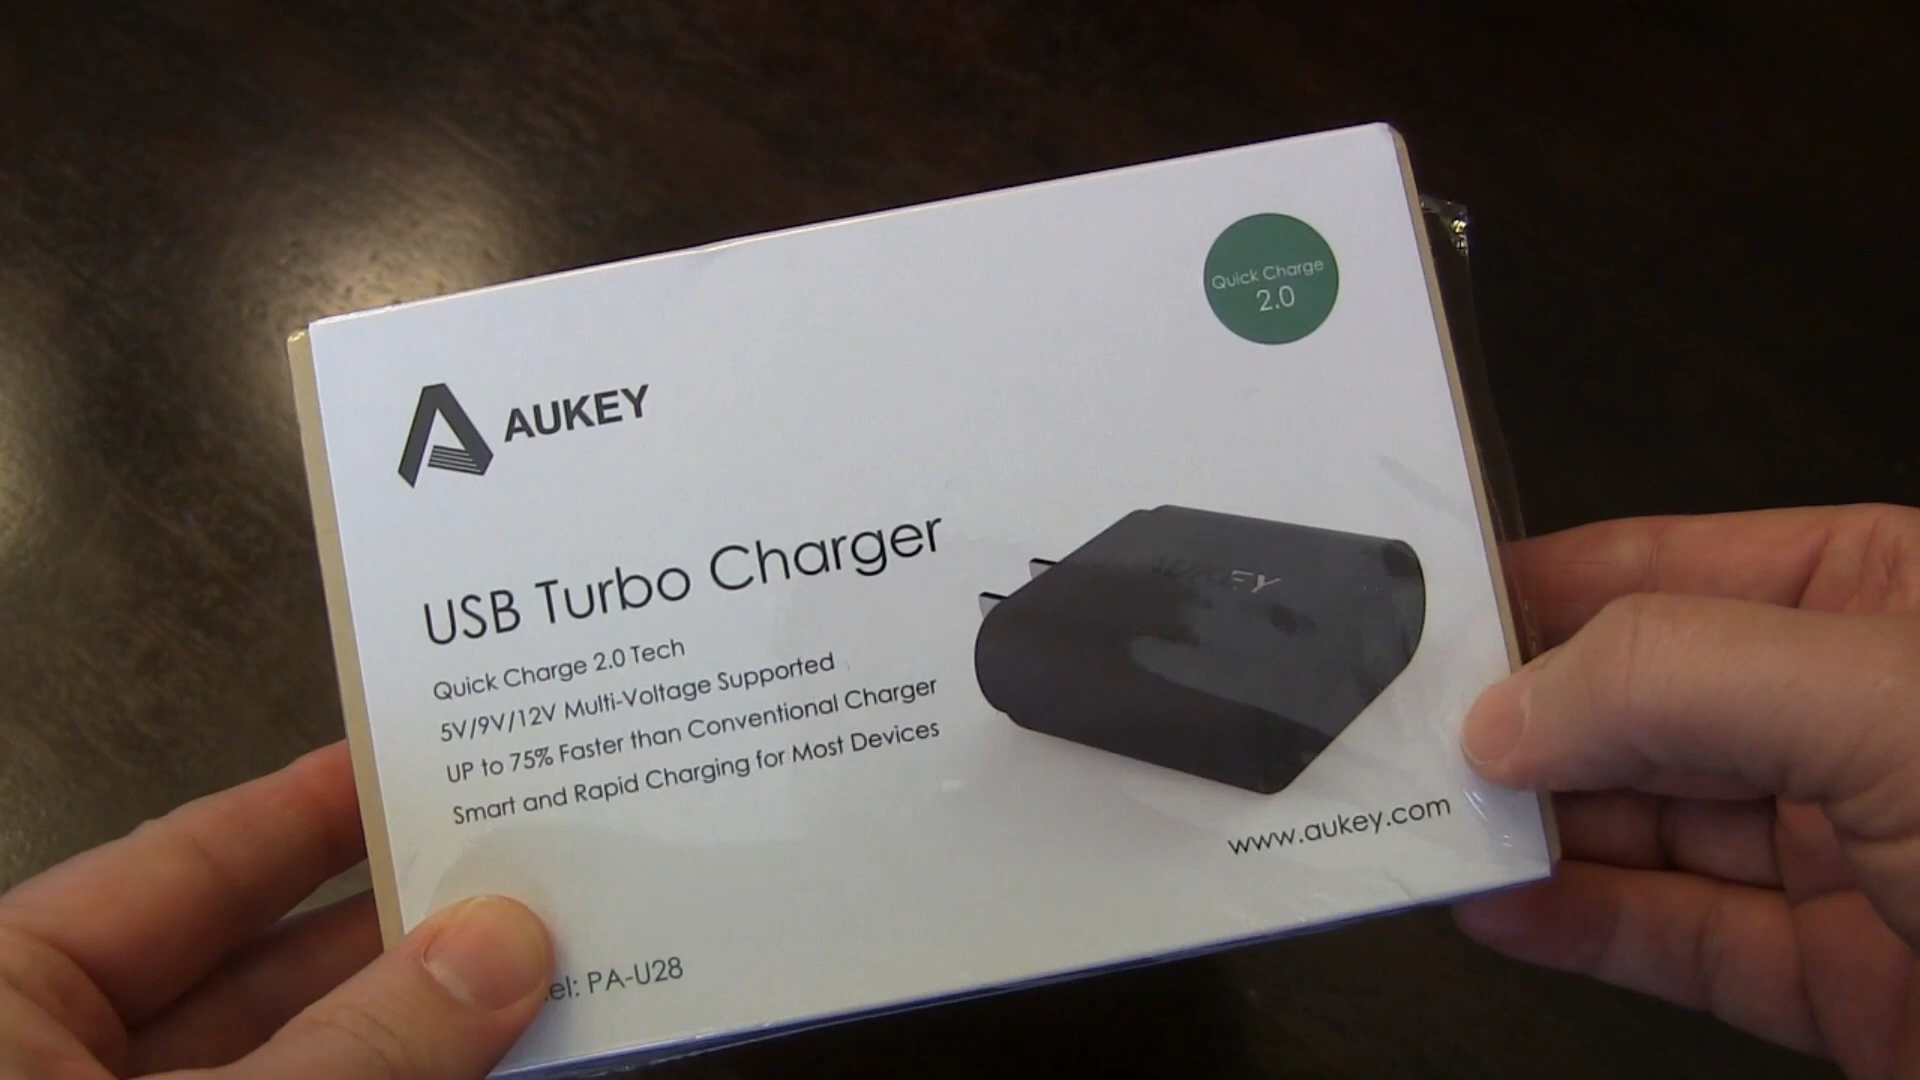 Quick Charge
2.0
AUKEY
USB Turbo Charger
Quick Charge 2.0 Tech
5V/9V/12V Multi-Voltage Supported
UP to 75% Faster than Conventional Charger
Smart and Rapid Charging for Most Devices
www.aukey.com
PA-U28